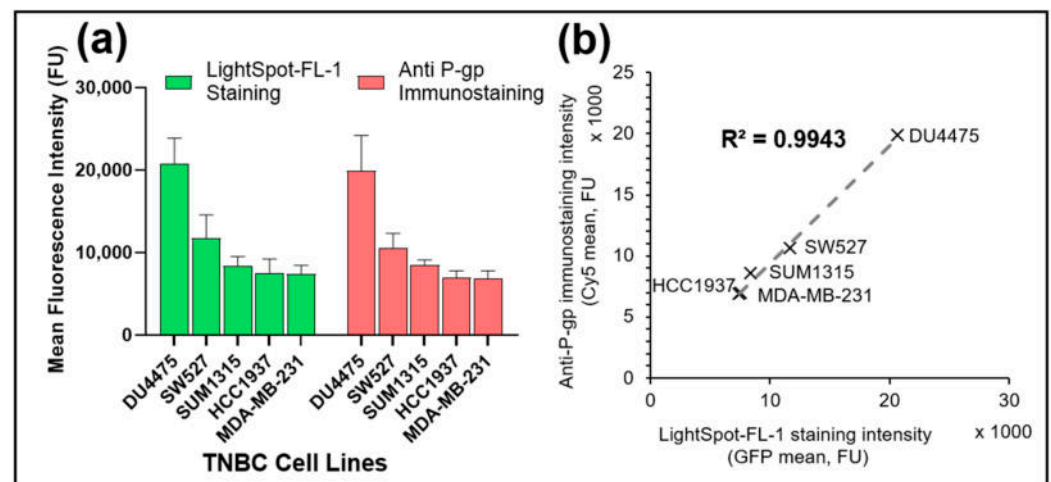 (a)
LightSpot-FL-1
Staining
Anti P-gp
Immunostaining
Mean Fluorescence Intensity (FU)
30,000
20,000
10,000
0
DU4475
SW527
SUM1315
HCC1937
MDA-MB-231
DU4475
SW527
SUM1315
HCC1937
MDA-MB-231
TNBC Cell Lines
(b)
Anti-P-gp immunostaining intensity
(Cy5 mean, FU)
x 1000
25
20
15
10
5
0
R² = 0.9943
DU4475
SW527
SUM1315
HCC1937
MDA-MB-231
0
10
20
30
LightSpot-FL-1 staining intensity
(GFP mean, FU)
x 1000